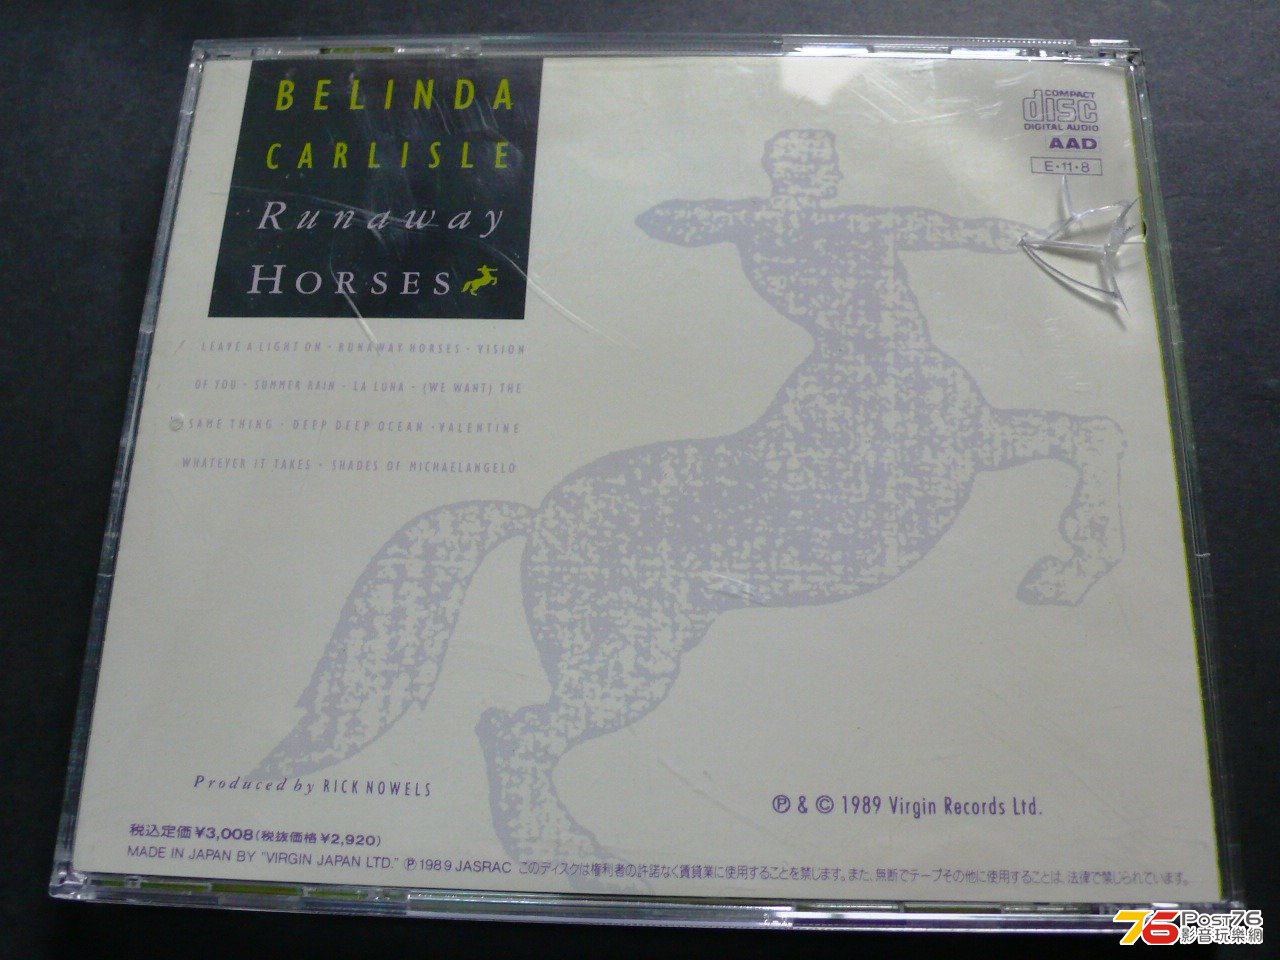 BELINDA
CARLISLE
Runaway
HORSES
COMPACT
disc
DIGITAL AUDIO
AAD
E・11・8
LEAVE A LIGHT ON · RUNAWAY HORSES · VISION
OF YOU · SUMMER RAIN · LA LUNA · (WE WANT) THE
SAME THING · DEEP DEEP OCEAN · VALENTINE
WHATEVER IT TAKES · SHADES OF MICHAELANGELO
Produced by RICK NOWELS
Ⓟ & © 1989 Virgin Records Ltd.
税込定価¥3,008(税抜価格¥2,920)
MADE IN JAPAN BY "VIRGIN JAPAN LTD." Ⓟ1989 JASRAC このディスクは権利者の許諾なく賃貸業に使用することを禁じます。また、無断でテープその他に使用することは、法律で禁じられています。
76 Post76
影音玩樂網